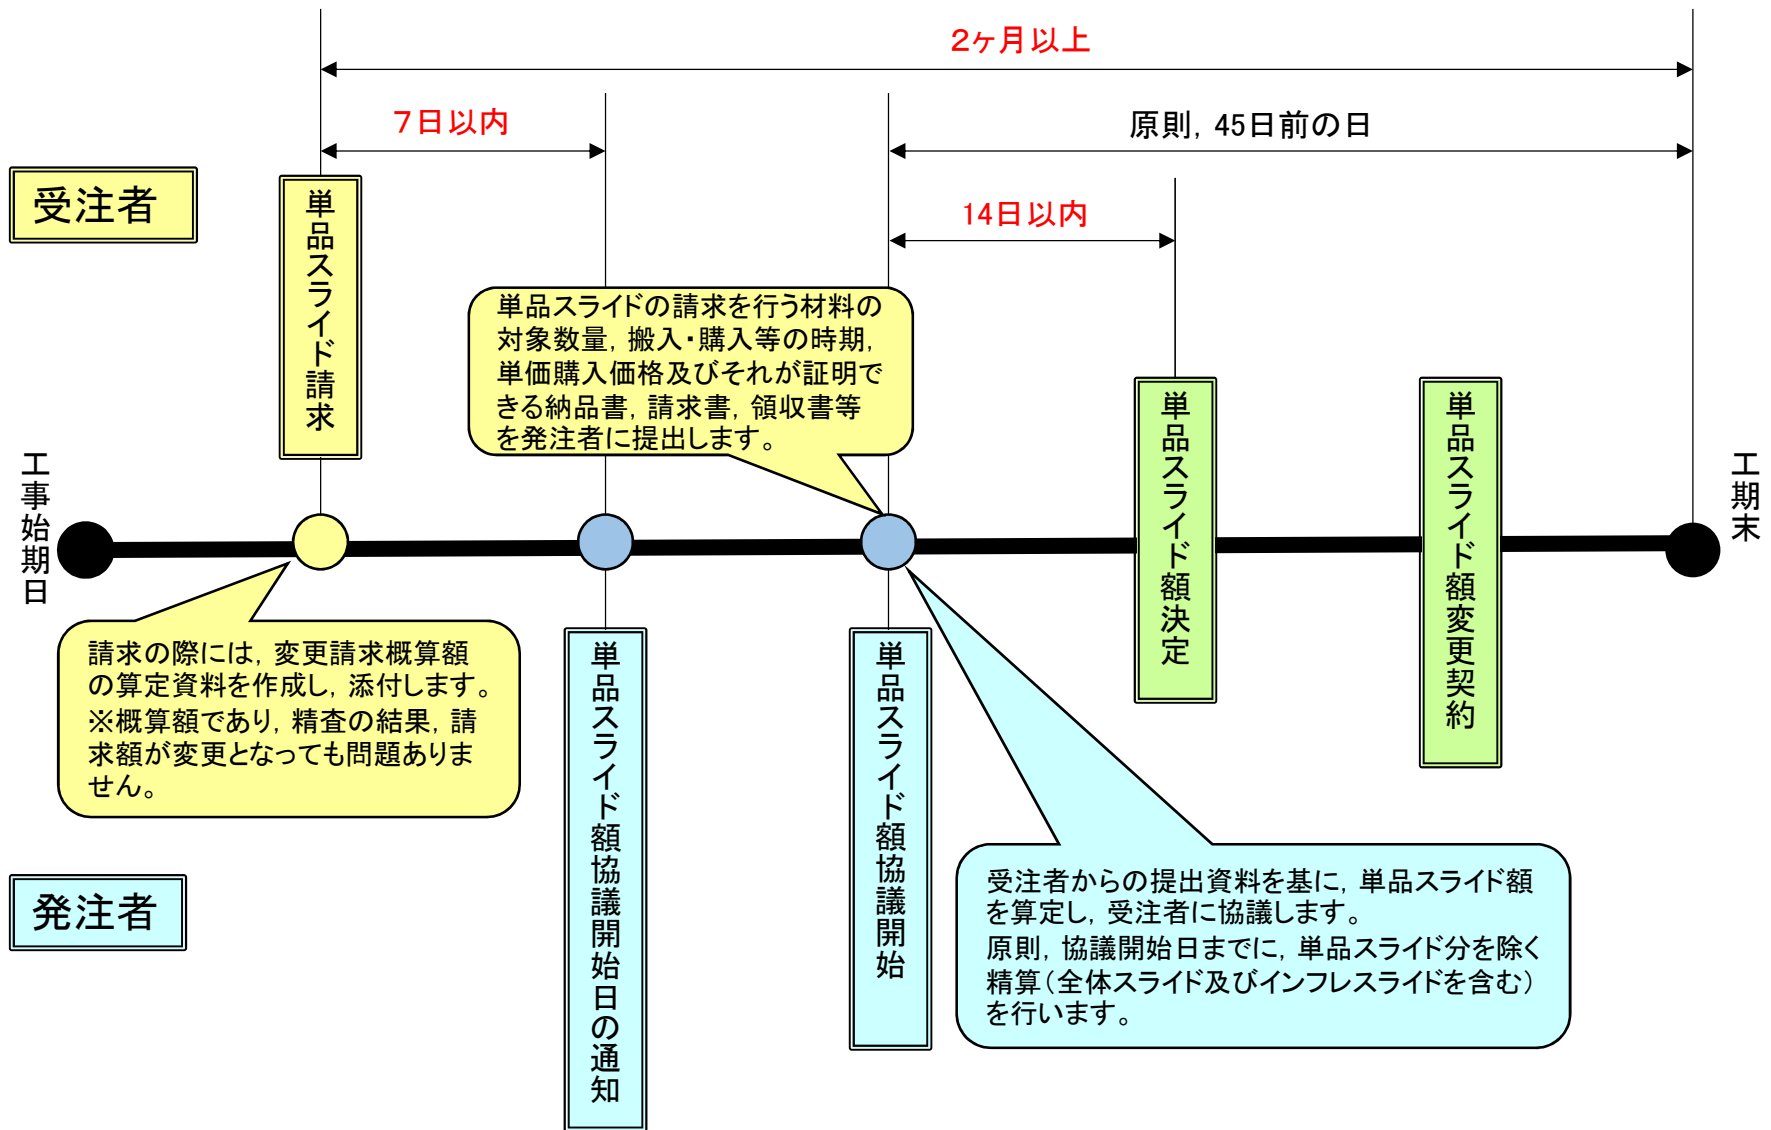 2ヶ月以上
7日以内
原則，45日前の日
14日以内
受注者
単品スライド請求
単品スライドの請求を行う材料の
対象数量，搬入・購入等の時期，
単価購入価格及びそれが証明で
きる納品書，請求書，領収書等
を発注者に提出します。
単品スライド額決定
単品スライド額変更契約
工事始期日
工期末
請求の際には，変更請求概算額
の算定資料を作成し，添付します。
※概算額であり，精査の結果，請
求額が変更となっても問題ありま
せん。
単品スライド額協議開始日の通知
単品スライド額協議開始
発注者
受注者からの提出資料を基に，単品スライド額
を算定し，受注者に協議します。
原則，協議開始日までに，単品スライド分を除く
精算（全体スライド及びインフレスライドを含む）
を行います。